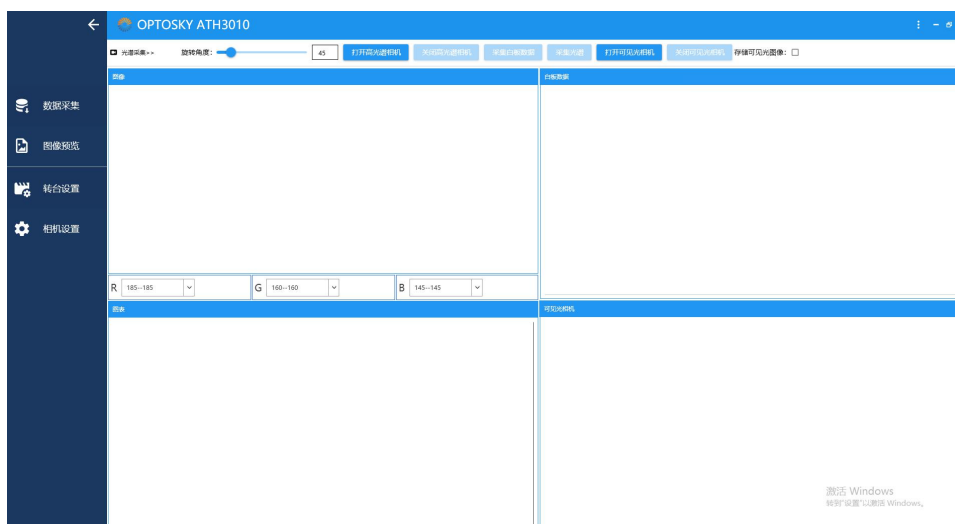 OPTOSKY ATH3010
光谱采集>>
旋转角度：
45
打开高光谱相机
关闭高光谱相机
采集白板数据
采集光谱
打开可见光相机
关闭可见光相机
存储可见光图像：
数据采集
图像预览
转台设置
相机设置
图像
白板数据
R 185--185
G 160--160
B 145--145
图表
可见光相机
激活 Windows
转到"设置"以激活 Windows。